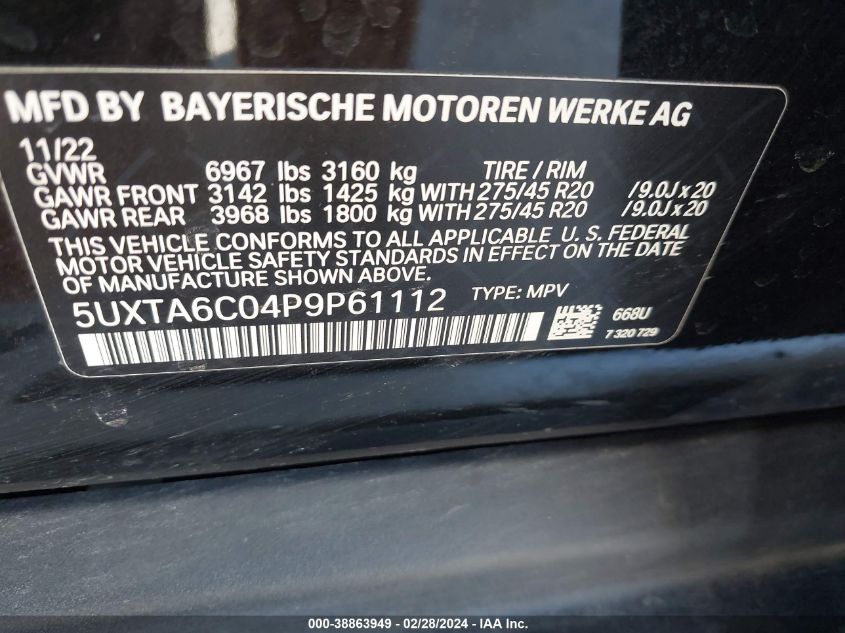 MFD BY BAYERISCHE MOTOREN WERKE AG
11/22
GVWR 6967 lbs 3160 kg TIRE / RIM
GAWR FRONT 3142 lbs 1425 kg WITH 275/45 R20 /9.0J x 20
GAWR REAR 3968 lbs 1800 kg WITH 275/45 R20 /9.0J x 20
THIS VEHICLE CONFORMS TO ALL APPLICABLE U. S. FEDERAL
MOTOR VEHICLE SAFETY STANDARDS IN EFFECT ON THE DATE
OF MANUFACTURE SHOWN ABOVE.
5UXTA6C04P9P61112 TYPE: MPV
668U
7 320 729
000-38863949 - 02/28/2024 - IAA Inc.